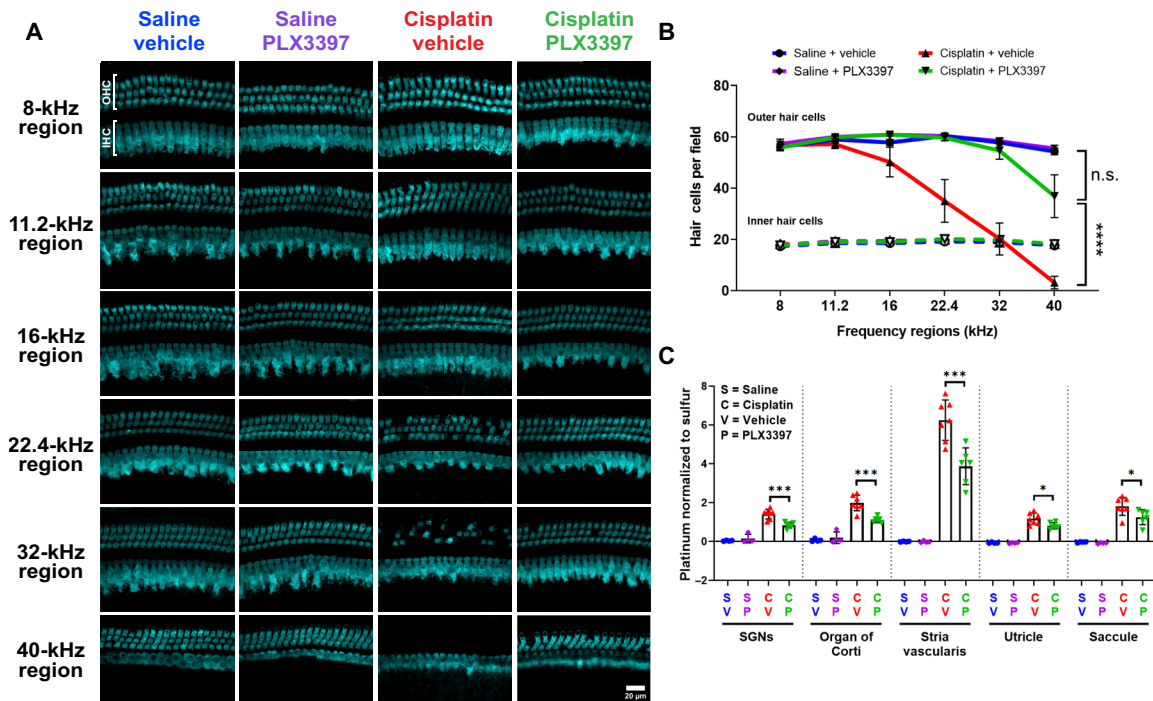 A
Saline vehicle
Saline PLX3397
Cisplatin vehicle
Cisplatin PLX3397
8-kHz region
OHC
IHC
11.2-kHz region
16-kHz region
22.4-kHz region
32-kHz region
40-kHz region
20 µm
B
Saline + vehicle
Cisplatin + vehicle
Saline + PLX3397
Cisplatin + PLX3397
Hair cells per field
80
60
40
20
0
Outer hair cells
Inner hair cells
n.s.
****
8
11.2
16
22.4
32
40
Frequency regions (kHz)
C
Platinum normalized to sulfur
8
6
4
2
0
−2
S = Saline
C = Cisplatin
V = Vehicle
P = PLX3397
***
***
***
*
*
S S C C S S C C S S C C S S C C S S C C
V P V P V P V P V P V P V P V P V P V P
SGNs
Organ of Corti
Stria vascularis
Utricle
Saccule